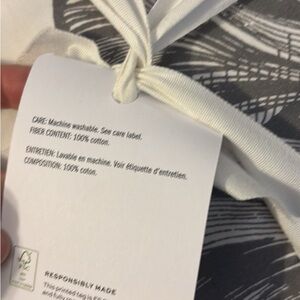 CARE: Machine washable. See care label.
FIBER CONTENT: 100% cotton.
ENTRETIEN: Lavable en machine. Voir étiquette d'entretien.
COMPOSITION: 100% coton.
FSC
RESPONSIBLY MADE
This printed tag is
and fully